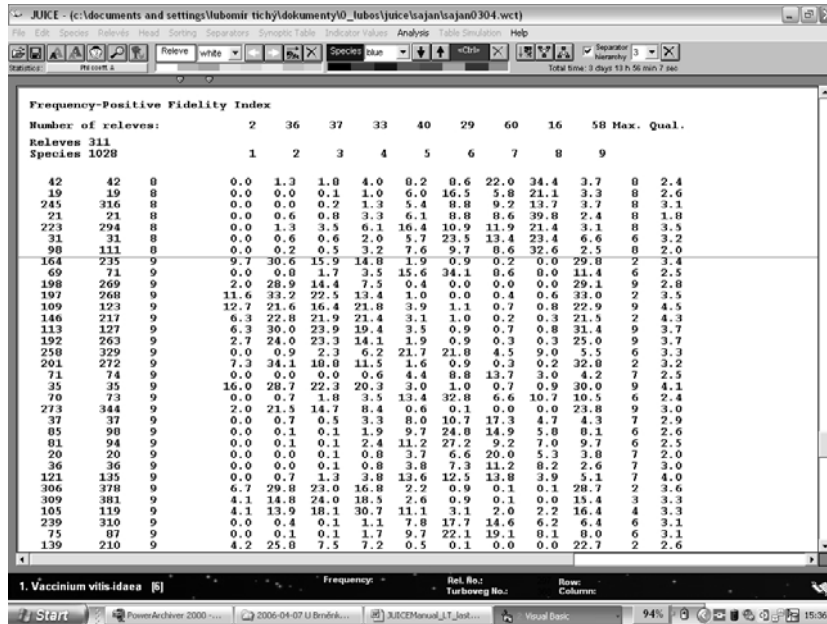 JUICE - (c:\documents and settings\lubomir tichý\dokumenty\0_lubos\juice\sajan\sajan0304.wct)
File Edit Species Relevés Head Sorting Separators Synoptic Table Indicator Values Analysis Table Simulation Help
Releve white Species blue «Ctrl» Separator hierarchy 3
Statistics: Phi coeff. & Total time: 3 days 13 h 56 min 7 sec
Frequency-Positive Fidelity Index
Number of releves: 2 36 37 33 40 29 60 16 58 Max. Qual.
Releves 311
Species 1028 1 2 3 4 5 6 7 8 9
42 42 8 0.0 1.3 1.8 4.0 8.2 8.6 22.0 34.4 3.7 8 2.4
19 19 8 0.0 0.0 0.1 1.0 6.0 16.5 5.8 21.1 3.3 8 2.6
245 316 8 0.0 0.0 0.2 1.3 5.4 8.8 9.2 13.7 3.7 8 3.1
21 21 8 0.0 0.6 0.8 3.3 6.1 8.8 8.6 39.8 2.4 8 1.8
223 294 8 0.0 1.3 3.5 6.1 16.4 10.9 11.9 21.4 3.1 8 3.5
31 31 8 0.0 0.6 0.6 2.0 5.7 23.5 13.4 23.4 6.6 6 3.2
98 111 8 0.0 0.2 0.5 3.2 7.6 9.7 8.6 32.6 2.5 8 2.0
164 235 9 9.7 30.6 15.9 14.8 1.9 0.9 0.2 0.0 29.8 2 3.4
69 71 9 0.0 0.8 1.7 3.5 15.6 34.1 8.6 8.0 11.4 6 2.5
198 269 9 2.0 28.9 14.4 7.5 0.4 0.0 0.0 0.0 29.1 9 2.8
197 268 9 11.6 33.2 22.5 13.4 1.0 0.0 0.4 0.6 33.0 2 3.5
109 123 9 12.7 21.6 16.4 21.8 3.9 1.1 0.7 0.8 22.9 9 4.5
146 217 9 6.3 22.8 21.9 21.4 3.1 1.0 0.2 0.3 21.5 2 4.3
113 127 9 6.3 30.0 23.9 19.4 3.5 0.9 0.7 0.8 31.4 9 3.7
192 263 9 2.7 24.0 23.3 14.1 1.9 0.9 0.3 0.3 25.0 9 3.7
258 329 9 0.0 0.9 2.3 6.2 21.7 21.8 4.5 9.0 5.5 6 3.3
201 272 9 7.3 34.1 18.8 11.5 1.6 0.9 0.3 0.2 32.8 2 3.2
71 74 9 0.0 0.0 0.0 0.6 4.4 8.8 13.7 3.0 4.2 7 2.5
35 35 9 16.0 28.7 22.3 20.3 3.0 1.0 0.7 0.9 30.0 9 4.1
70 73 9 0.0 0.7 1.8 3.5 13.4 32.8 6.6 10.7 10.5 6 2.4
273 344 9 2.0 21.5 14.7 8.4 0.6 0.1 0.0 0.0 23.8 9 3.0
37 37 9 0.0 0.7 0.5 3.3 8.0 10.7 17.3 4.7 4.3 7 2.9
85 98 9 0.0 0.1 0.1 1.9 9.7 24.8 14.9 5.8 8.1 6 2.6
81 94 9 0.0 0.1 0.1 2.4 11.2 27.2 9.2 7.0 9.7 6 2.5
20 20 9 0.0 0.0 0.1 0.8 3.7 6.6 20.0 5.3 3.8 7 2.0
36 36 9 0.0 0.0 0.1 0.8 3.8 7.3 11.2 8.2 2.6 7 3.0
121 135 9 0.0 0.7 1.3 3.8 13.6 12.5 13.8 3.9 5.1 7 4.0
306 378 9 6.7 29.8 23.0 16.8 2.2 0.9 0.1 0.1 28.7 2 3.6
309 381 9 4.1 14.8 24.0 18.5 2.6 0.9 0.1 0.0 15.4 3 3.3
105 119 9 4.1 13.9 18.1 30.7 11.1 3.1 2.0 2.2 16.4 4 3.3
239 310 9 0.0 0.4 0.1 1.1 7.8 17.7 14.6 6.2 6.4 6 3.1
75 87 9 0.0 0.1 0.1 1.7 9.7 22.1 19.1 8.1 8.0 6 3.1
139 210 9 4.2 25.8 7.5 7.2 0.5 0.1 0.0 0.0 22.7 2 2.6
1. Vaccinium vitis-idaea [6] Frequency: Rel. No.: Row:
Turboveg No.: Column:
Start PowerArchiver 2000 -... 2006-04-07 U Brněnk... JUICEManual_LT_last... Visual Basic 94% 15:36